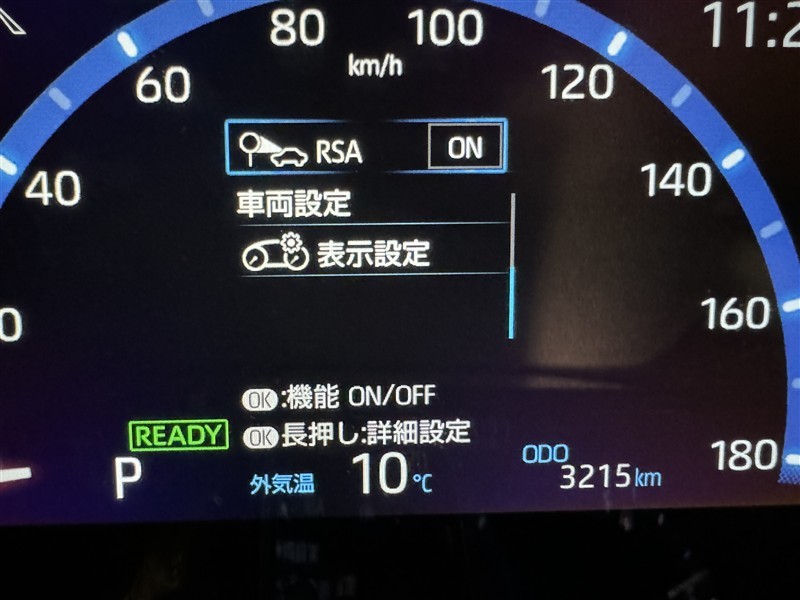 80 100 11:2
km/h
60 120
RSA ON
40 140
車両設定
表示設定
0 160
OK:機能 ON/OFF
READY OK長押し:詳細設定
P 外気温 10℃ ODO 3215km 180